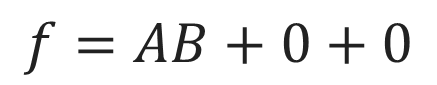 f = AB + 0 + 0